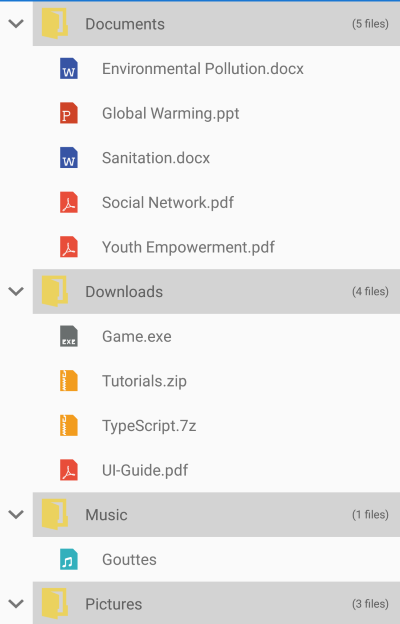 Documents (5 files)
W Environmental Pollution.docx
P Global Warming.ppt
W Sanitation.docx
Social Network.pdf
Youth Empowerment.pdf
Downloads (4 files)
EXE Game.exe
Tutorials.zip
TypeScript.7z
UI-Guide.pdf
Music (1 files)
Gouttes
Pictures (3 files)